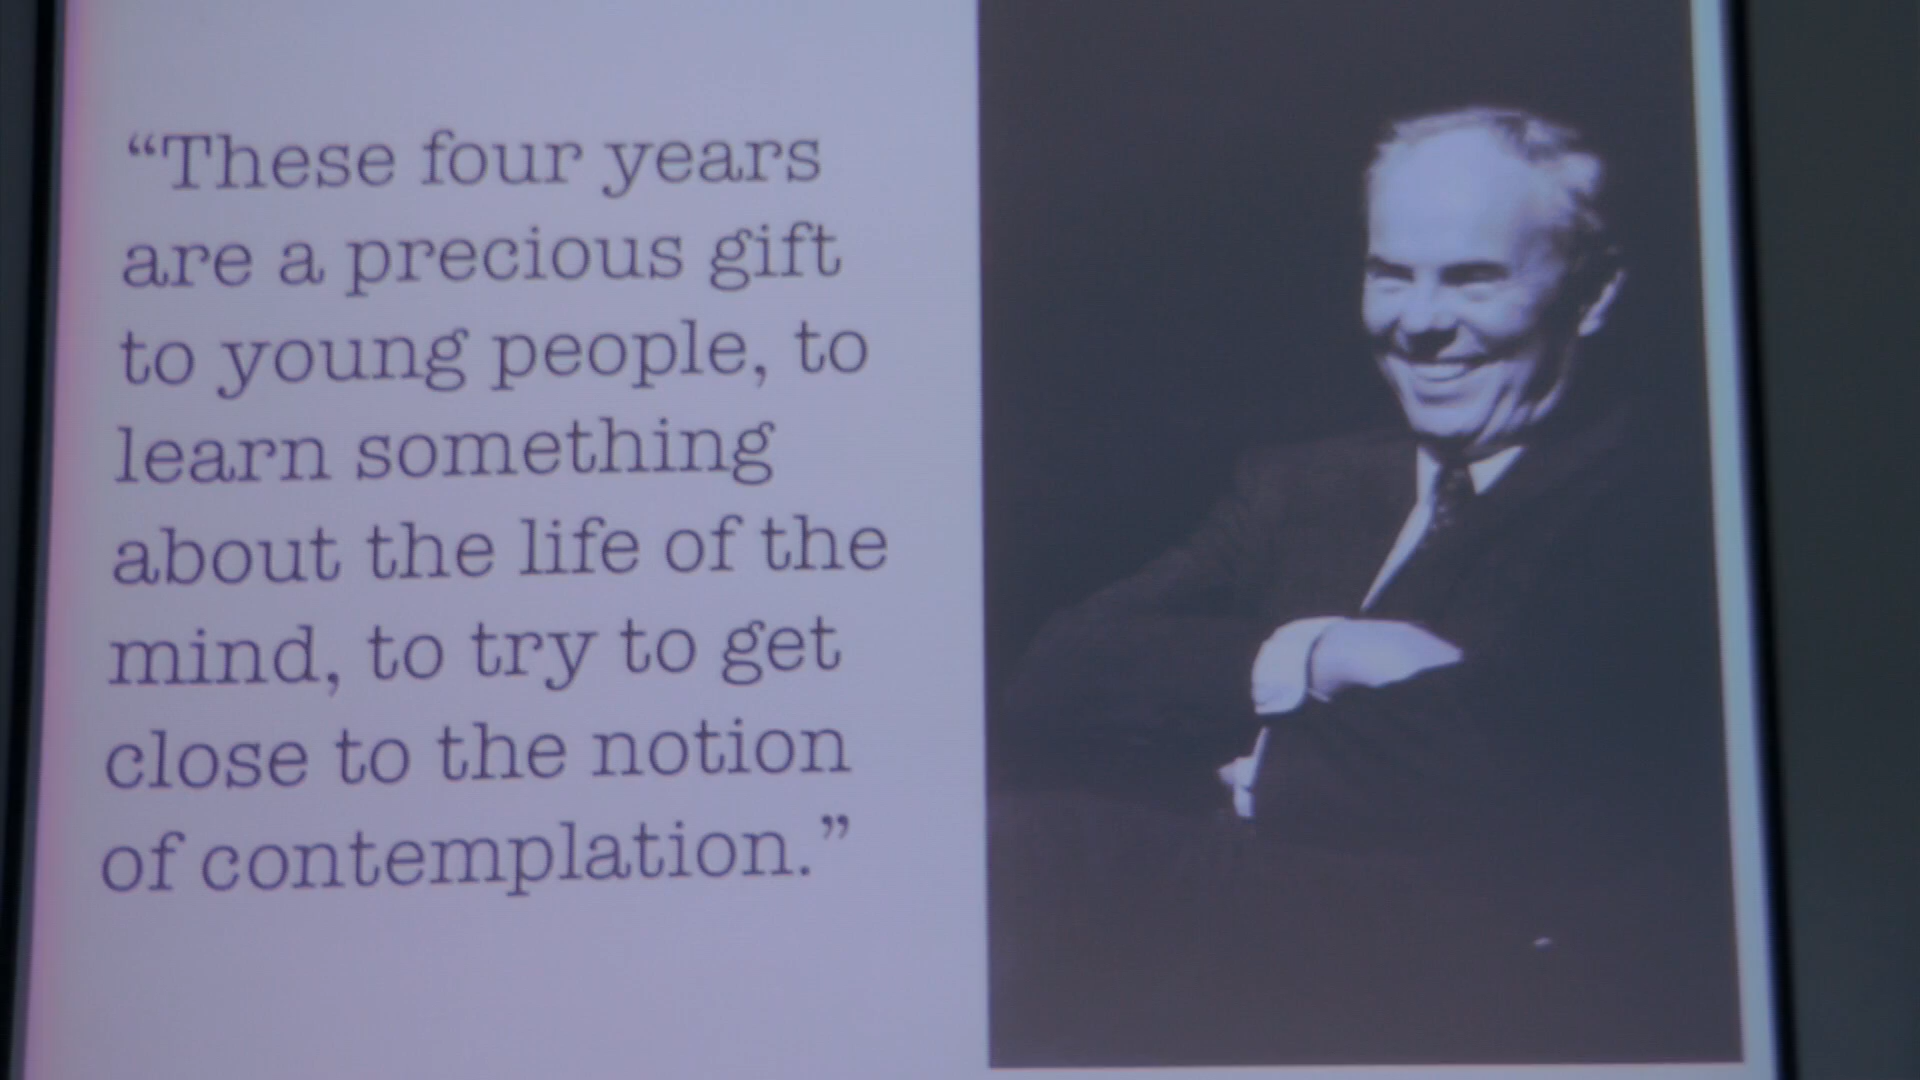 “These four years
are a precious gift
to young people, to
learn something
about the life of the
mind, to try to get
close to the notion
of contemplation.”